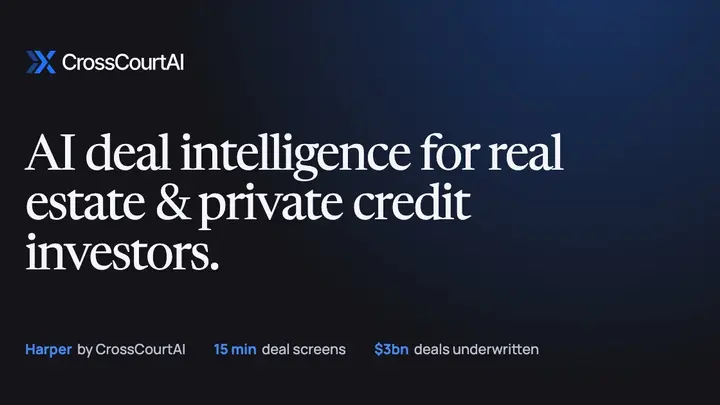 CrossCourtAI
AI deal intelligence for real
estate & private credit
investors.
Harper by CrossCourtAI 15 min deal screens $3bn deals underwritten